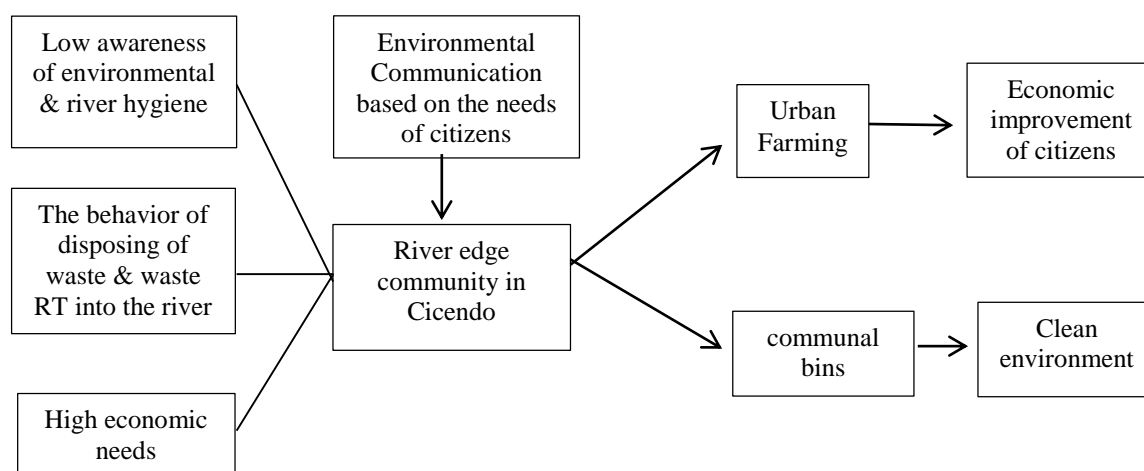 Low awareness
of environmental
& river hygiene
The behavior of
disposing of
waste & waste
RT into the river
High economic
needs
Environmental
Communication
based on the needs
of citizens
River edge
community in
Cicendo
Urban
Farming
Economic
improvement
of citizens
communal
bins
Clean
environment